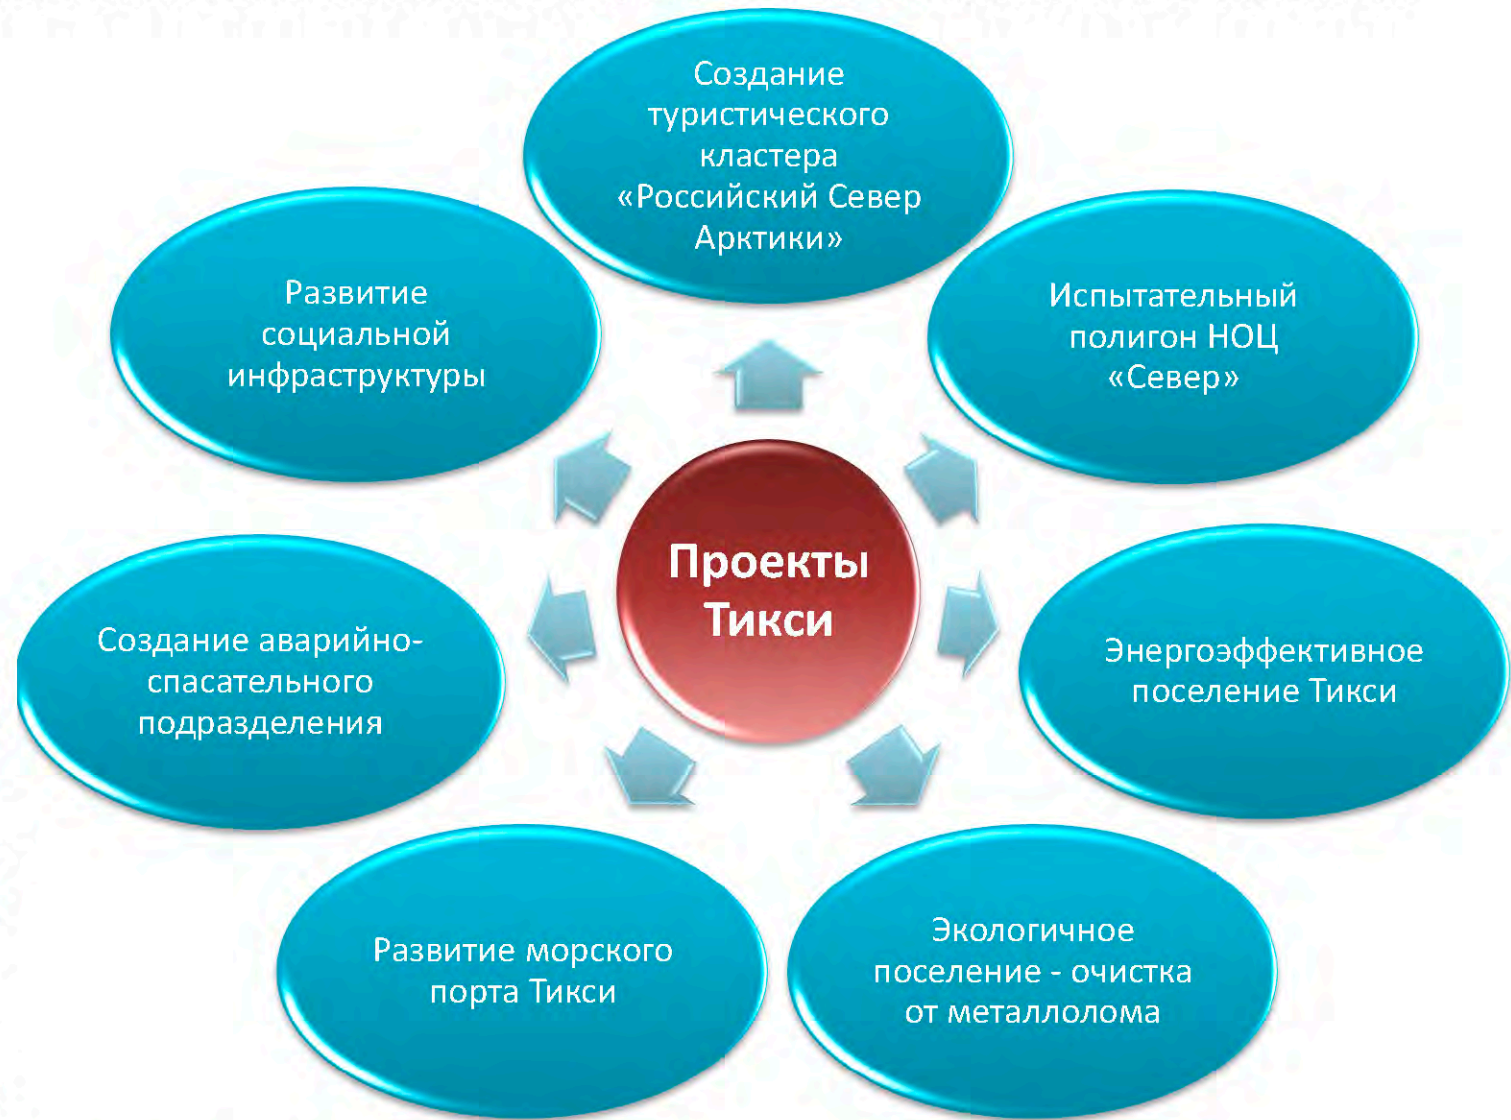 Создание
туристического
кластера
«Российский Север
Арктики»
Испытательный
полигон НОЦ
«Север»
Энергоэффективное
поселение Тикси
Экологичное
поселение - очистка
от металлолома
Развитие морского
порта Тикси
Создание аварийно-
спасательного
подразделения
Развитие
социальной
инфраструктуры
Проекты
Тикси